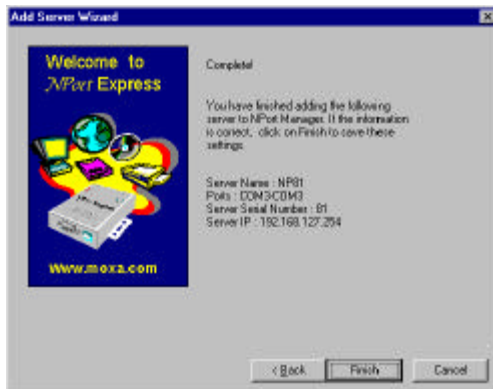 Add Server Wizard
Welcome to
NPort Express
www.moxa.com
Complete!
You have finished adding the following
server to NPort Manager. If the information
is correct, click on Finish to save these
settings.
Server Name : NP81
Ports : COM3-COM3
Server Serial Number : 81
Server IP : 192.168.127.254
< Back
Finish
Cancel